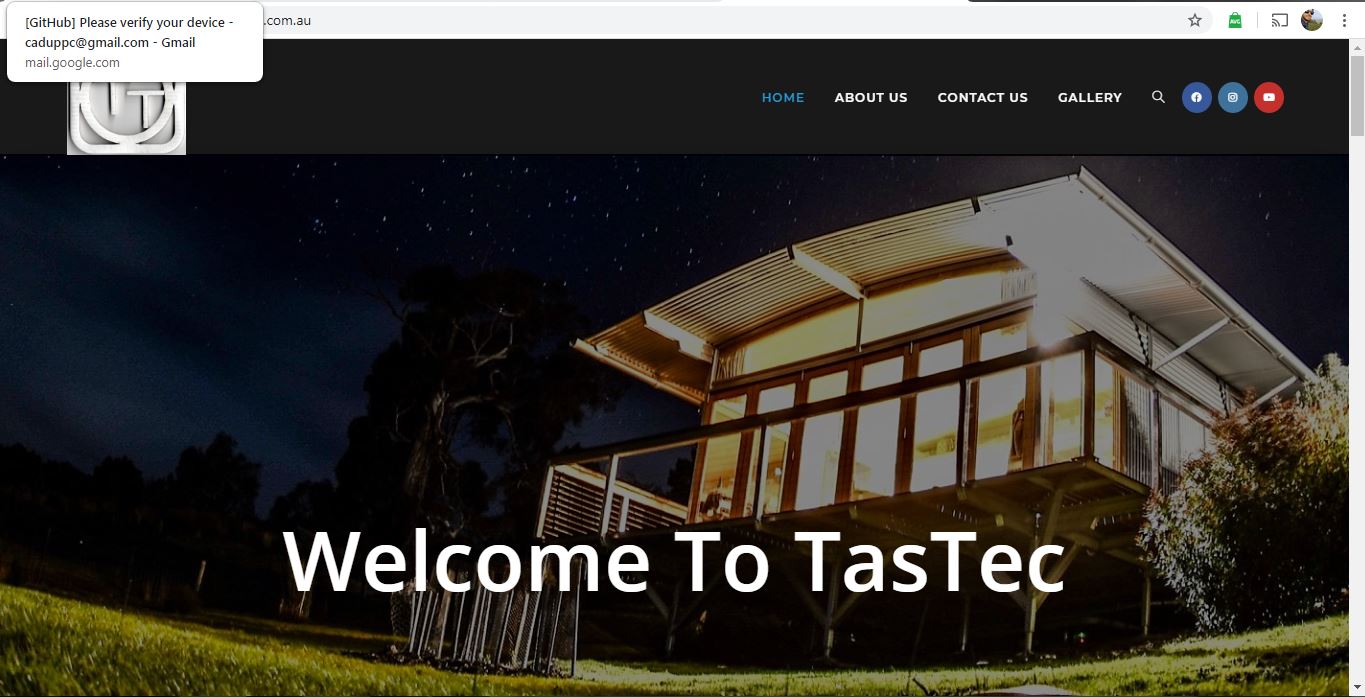 [GitHub] Please verify your device -
caduppc@gmail.com - Gmail
mail.google.com
.com.au
AVG
HOME
ABOUT US
CONTACT US
GALLERY
Welcome To TasTec